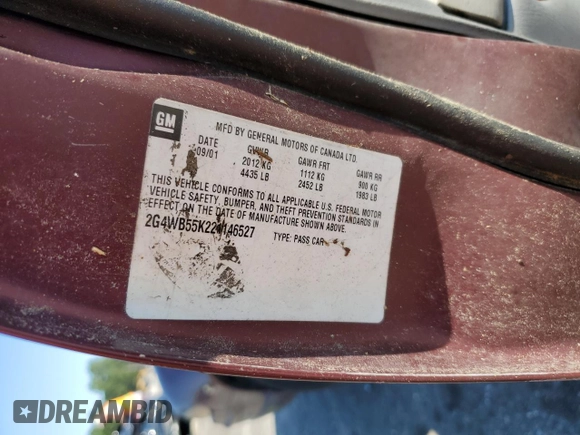 GM
MFD BY GENERAL MOTORS OF CANADA LTD.
DATE GVWR GAWR FRT GAWR RR
09/01 2012 KG 1112 KG 900 KG
4435 LB 2452 LB 1983 LB
THIS VEHICLE CONFORMS TO ALL APPLICABLE U.S. FEDERAL MOTOR
VEHICLE SAFETY, BUMPER, AND THEFT PREVENTION STANDARDS IN
EFFECT ON THE DATE OF MANUFACTURE SHOWN ABOVE.
TYPE: PASS CAR
DREAMBID